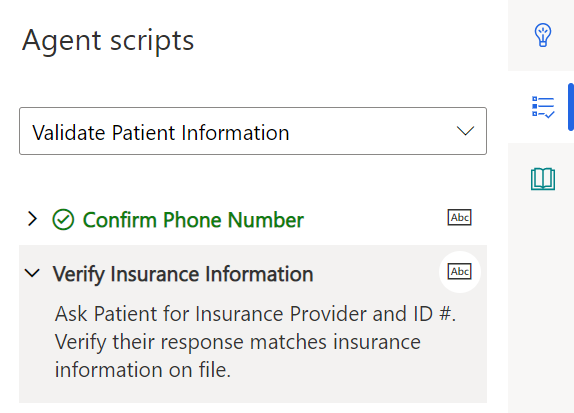 Agent scripts
Validate Patient Information
Confirm Phone Number
Abc
Verify Insurance Information
Abc
Ask Patient for Insurance Provider and ID #.
Verify their response matches insurance
information on file.